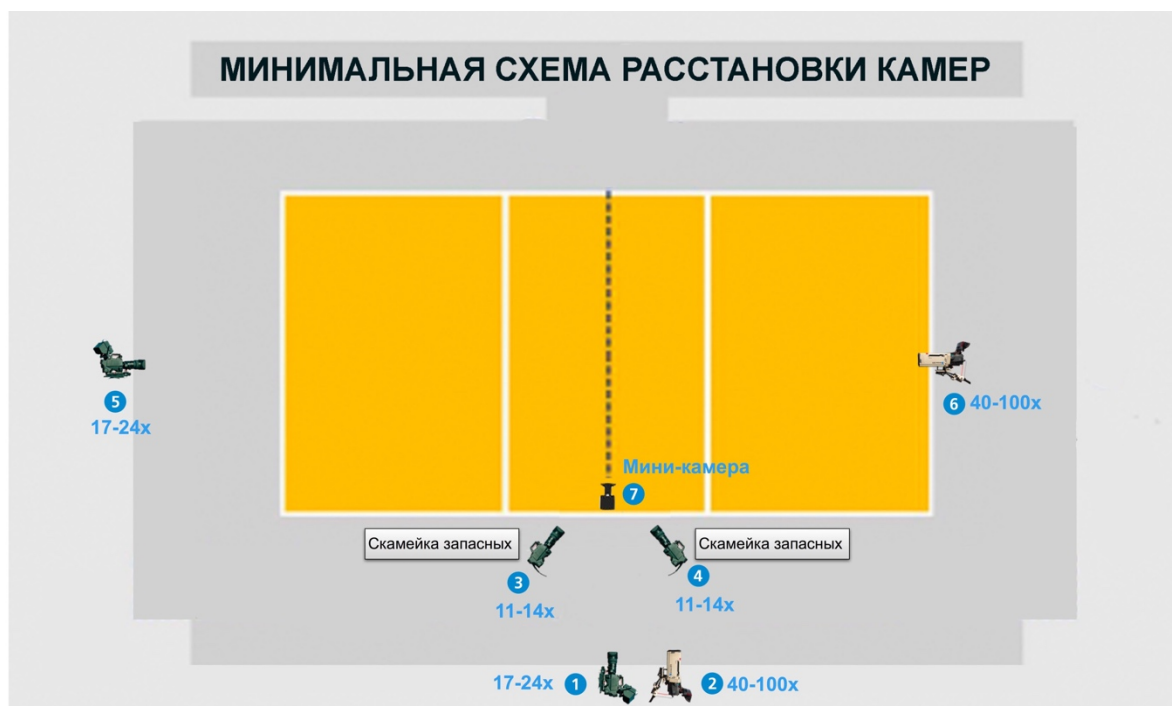 МИНИМАЛЬНАЯ СХЕМА РАССТАНОВКИ КАМЕР
5
17-24x
6 40-100x
Мини-камера
7
Скамейка запасных
Скамейка запасных
3
11-14x
4
11-14x
17-24x 1
2 40-100x